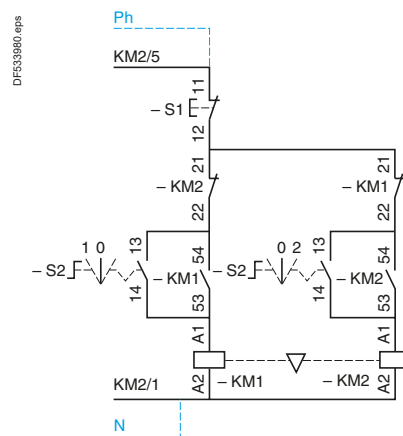 DF533980.eps
Ph
KM2/5
11
– S1
12
21
– KM2
22
21
– KM1
22
1 0
– S2
13
14
54
– KM1
53
0 2
– S2
13
14
54
– KM2
53
A1
– KM1
A2
A1
– KM2
A2
KM2/1
N